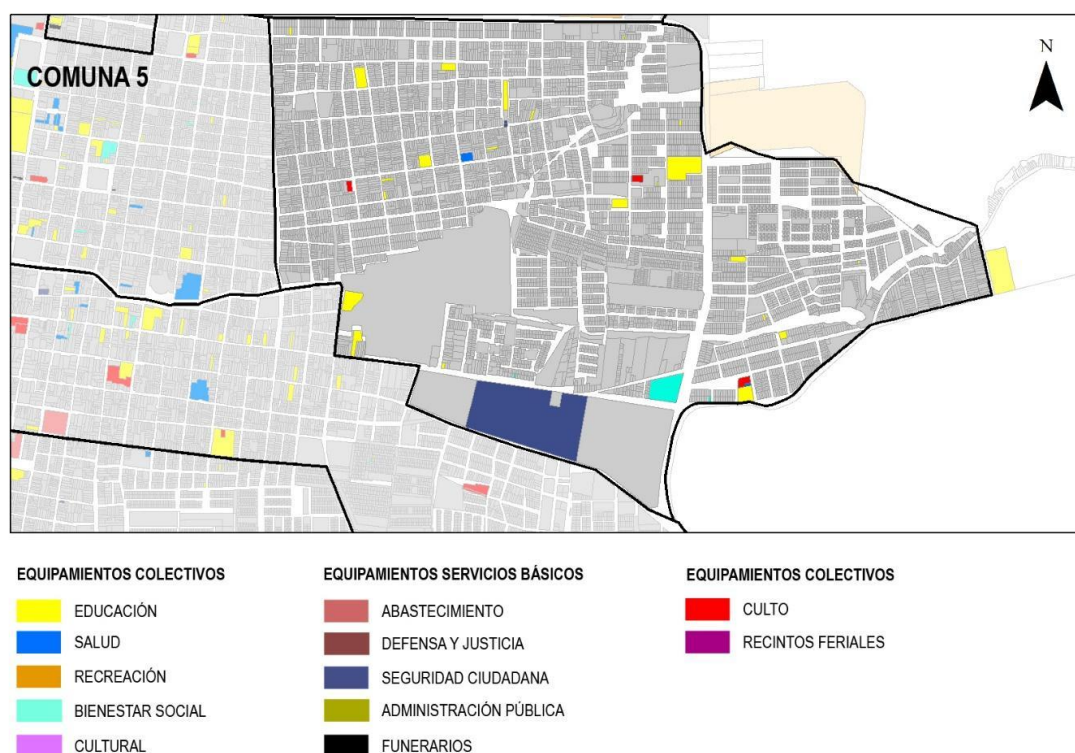 COMUNA 5
N
EQUIPAMIENTOS COLECTIVOS
EDUCACIÓN
SALUD
RECREACIÓN
BIENESTAR SOCIAL
CULTURAL
EQUIPAMIENTOS SERVICIOS BÁSICOS
ABASTECIMIENTO
DEFENSA Y JUSTICIA
SEGURIDAD CIUDADANA
ADMINISTRACIÓN PÚBLICA
FUNERARIOS
EQUIPAMIENTOS COLECTIVOS
CULTO
RECINTOS FERIALES